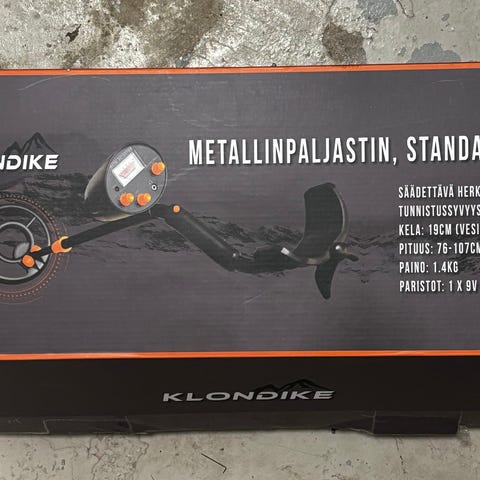 NDIKE
METALLINPALJASTIN, STANDA
SÄÄDETTÄVÄ HERK
TUNNISTUSSYVYYS
KELA: 19CM (VESI
PITUUS: 76-107CM
PAINO: 1.4KG
PARISTOT: 1 X 9V
KLONDIKE